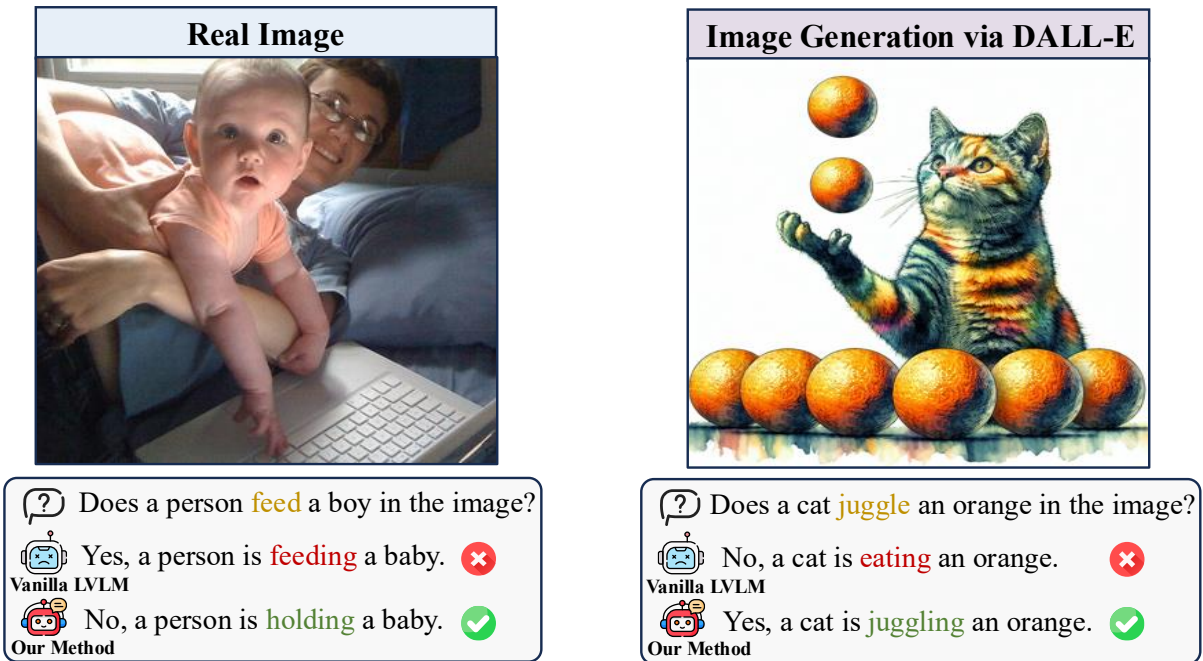 Real Image
Does a person feed a boy in the image?
Yes, a person is feeding a baby.
Vanilla LVLM
No, a person is holding a baby.
Our Method
Image Generation via DALL-E
Does a cat juggle an orange in the image?
No, a cat is eating an orange.
Vanilla LVLM
Yes, a cat is juggling an orange.
Our Method